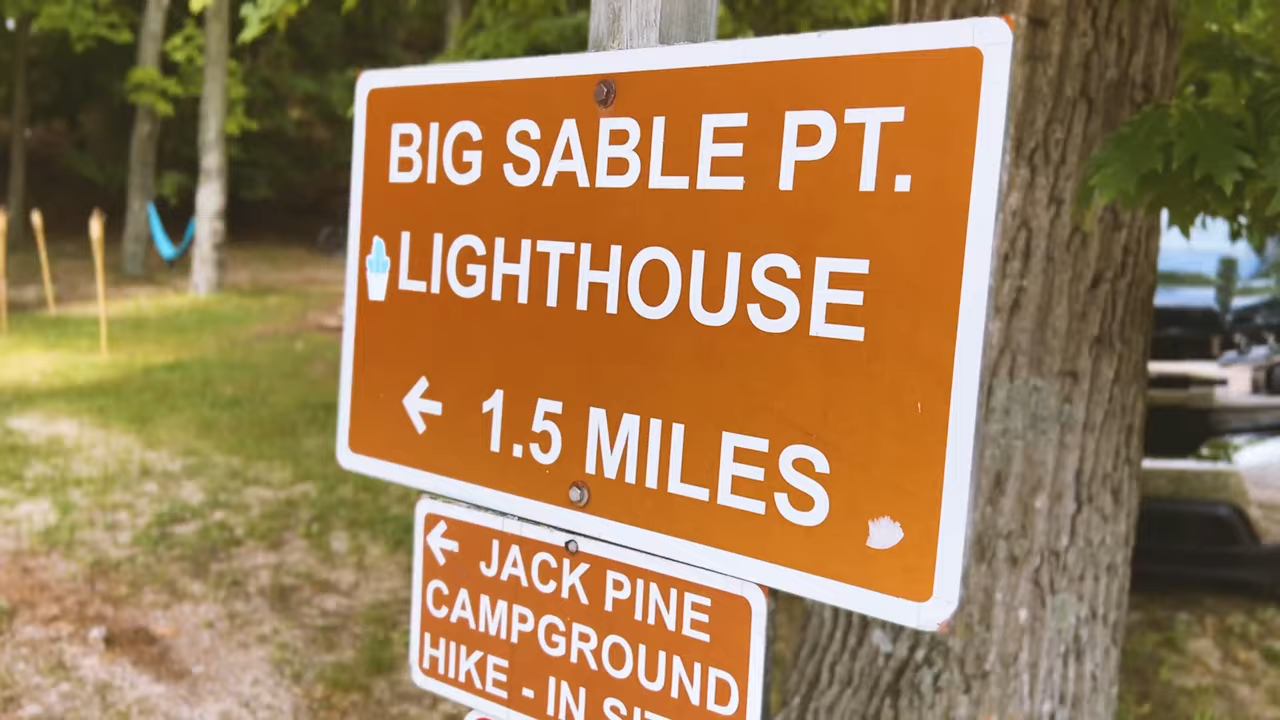 BIG SABLE PT.
LIGHTHOUSE
← 1.5 MILES
← JACK PINE
CAMPGROUND
HIKE - IN